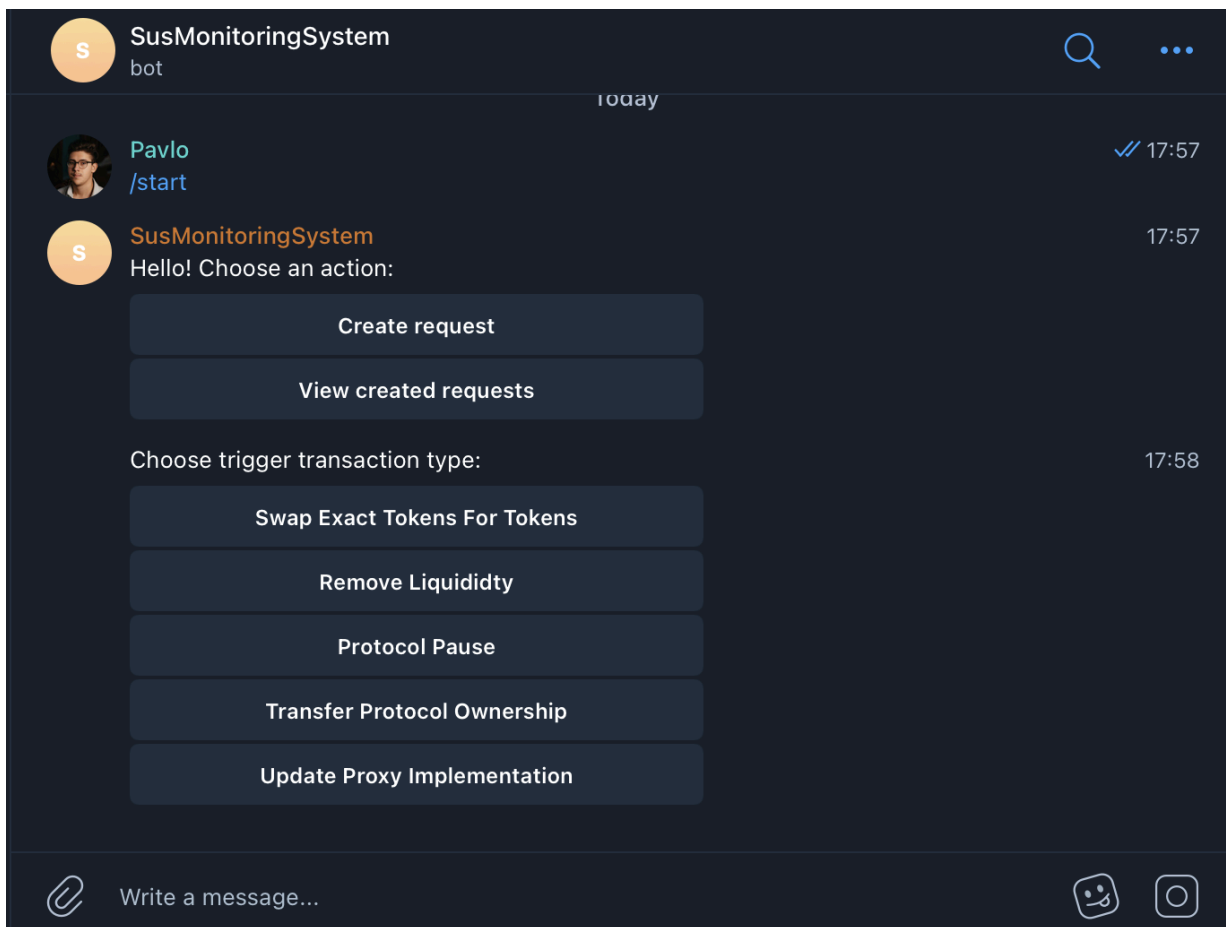 S
SusMonitoringSystem
bot
Today
Pavlo
17:57
/start
S
SusMonitoringSystem
17:57
Hello! Choose an action:
Create request
View created requests
Choose trigger transaction type:
17:58
Swap Exact Tokens For Tokens
Remove Liquididty
Protocol Pause
Transfer Protocol Ownership
Update Proxy Implementation
Write a message...